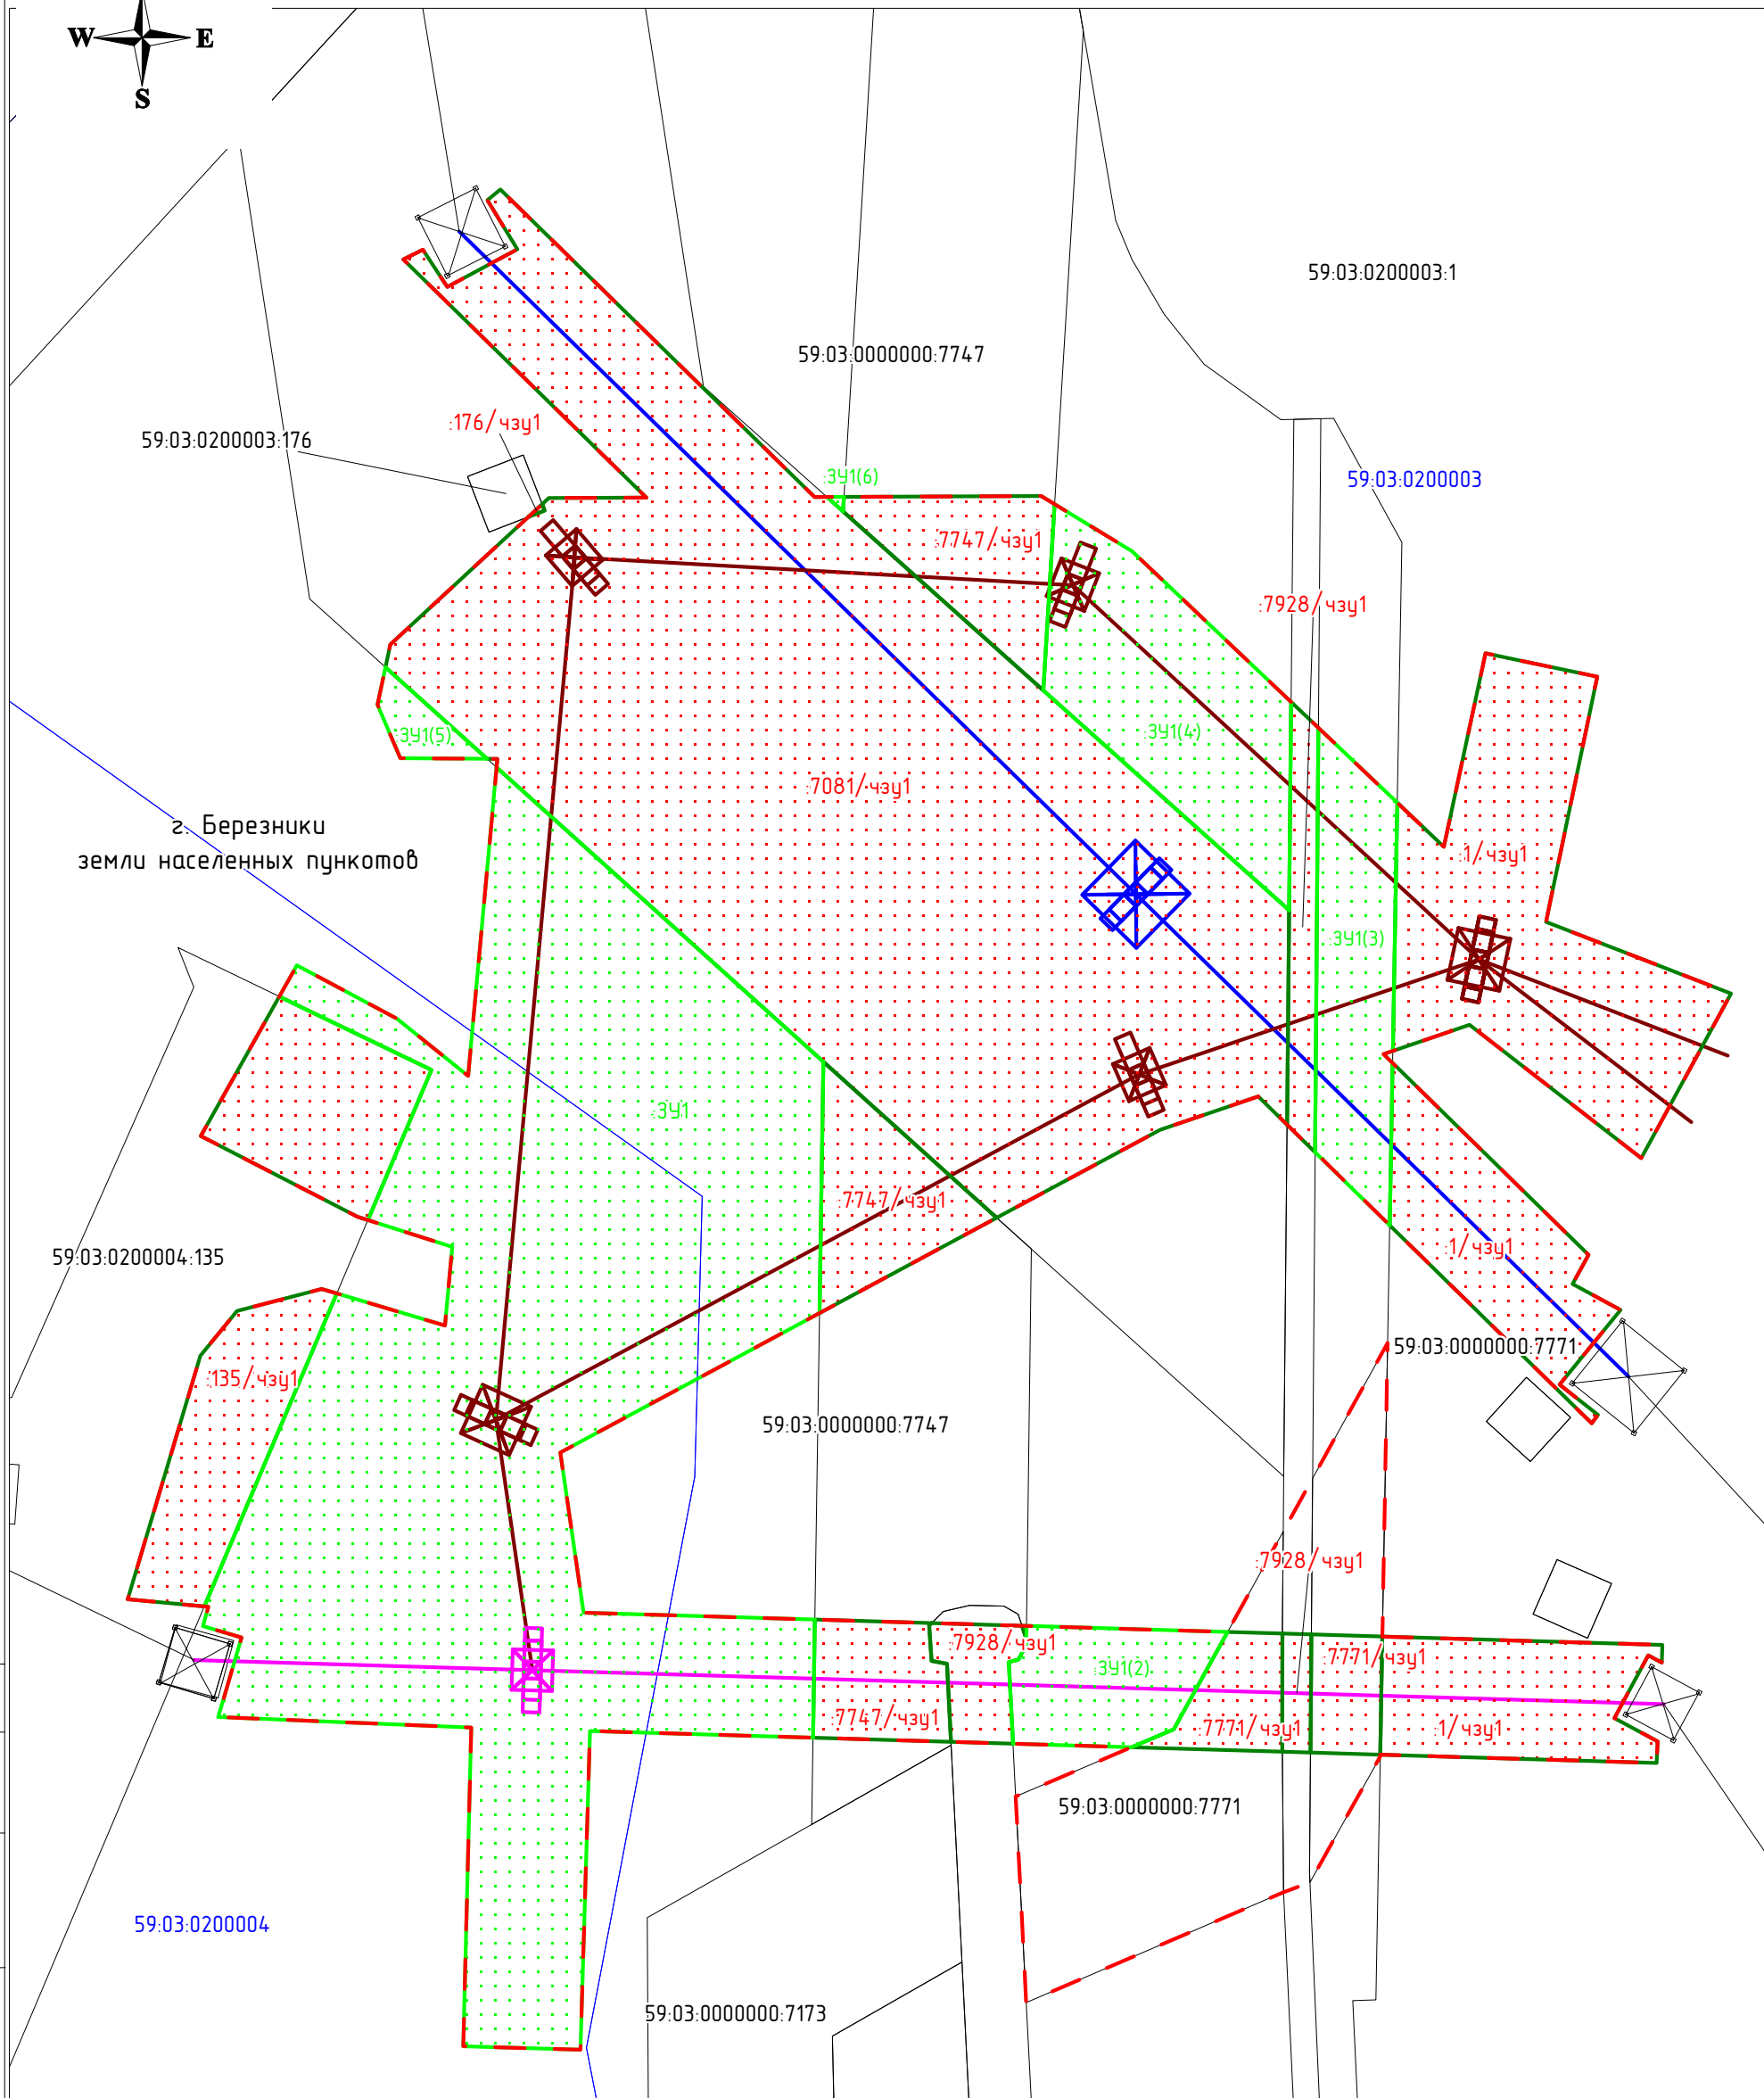 W
E
S
59:03:0200003:1
59:03:0000000:7747
:176/чзу1
59:03:0200003:176
:ЗУ1(6)
59:03:0200003
:7747/чзу1
:7928/чзу1
:ЗУ1(5)
:ЗУ1(4)
:7081/чзу1
г. Березники
земли населенных пункотов
:1/чзу1
:ЗУ1(3)
:ЗУ1
:7747/чзу1
:1/чзу1
59:03:0200004:135
59:03:0000000:7771
:135/чзу1
59:03:0000000:7747
:7928/чзу1
:7928/чзу1
:7771/чзу1
:ЗУ1(2)
:7747/чзу1
:7771/чзу1
:1/чзу1
59:03:0000000:7771
59:03:0200004
59:03:0000000:7173